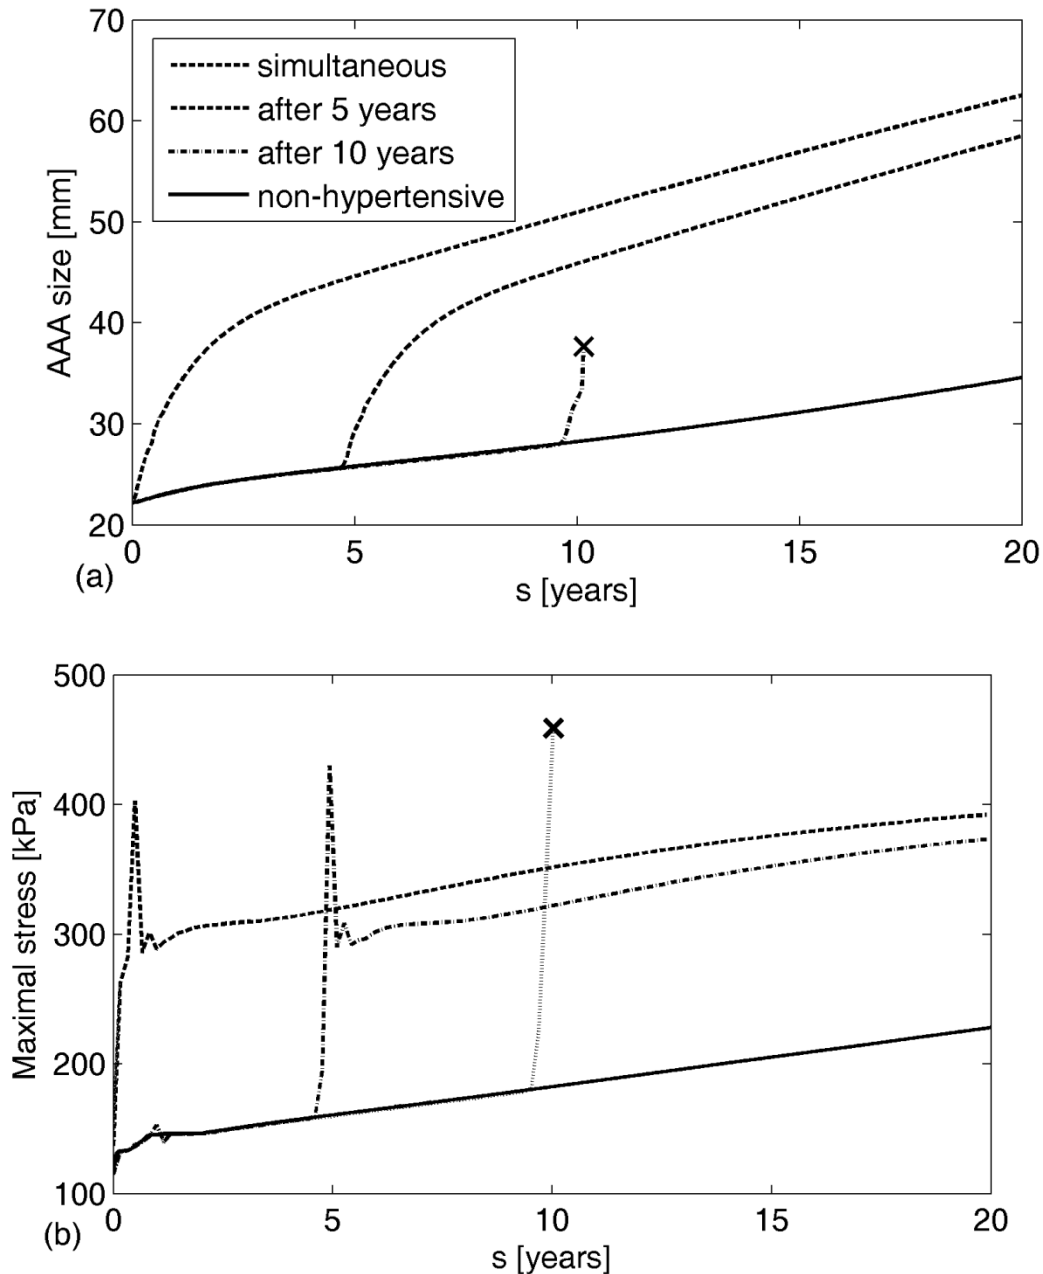 70
60
50
40
30
20
AAA size [mm]
simultaneous
after 5 years
after 10 years
non-hypertensive
0
5
10
15
20
s [years]
(a)
500
400
300
200
100
Maximal stress [kPa]
0
5
10
15
20
s [years]
(b)